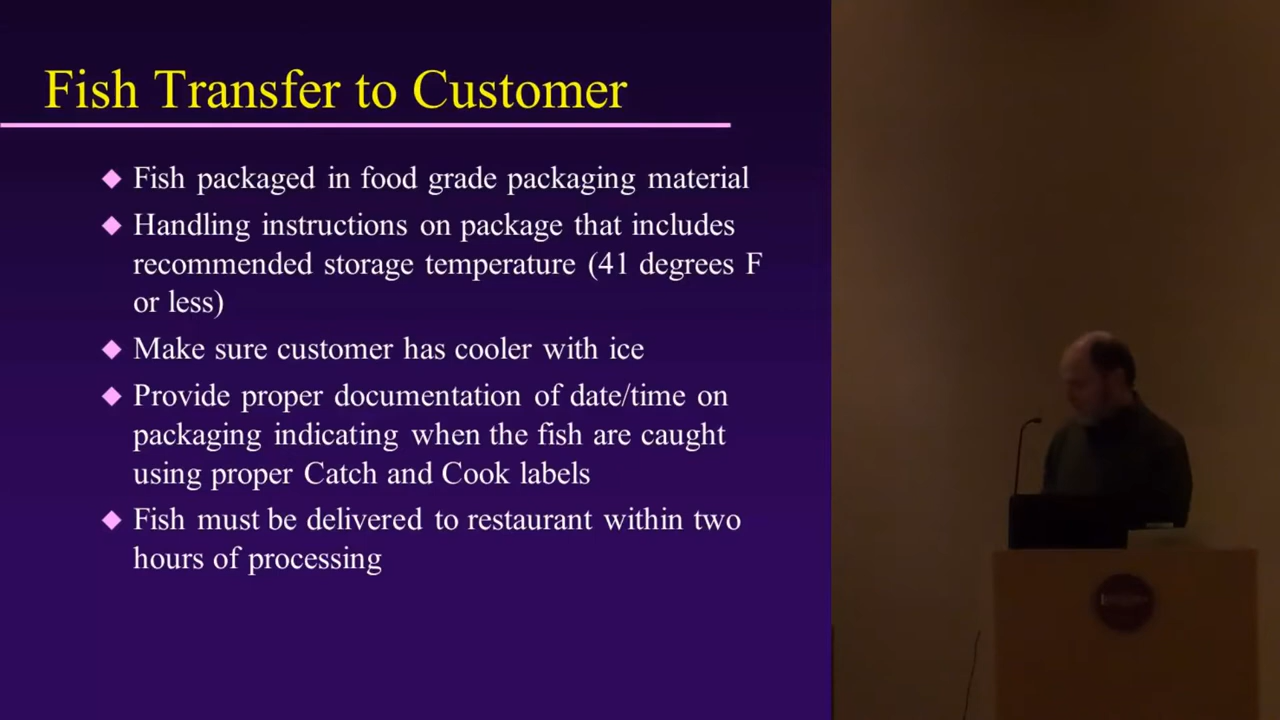 Fish Transfer to Customer
Fish packaged in food grade packaging material
Handling instructions on package that includes
recommended storage temperature (41 degrees F
or less)
Make sure customer has cooler with ice
Provide proper documentation of date/time on
packaging indicating when the fish are caught
using proper Catch and Cook labels
Fish must be delivered to restaurant within two
hours of processing